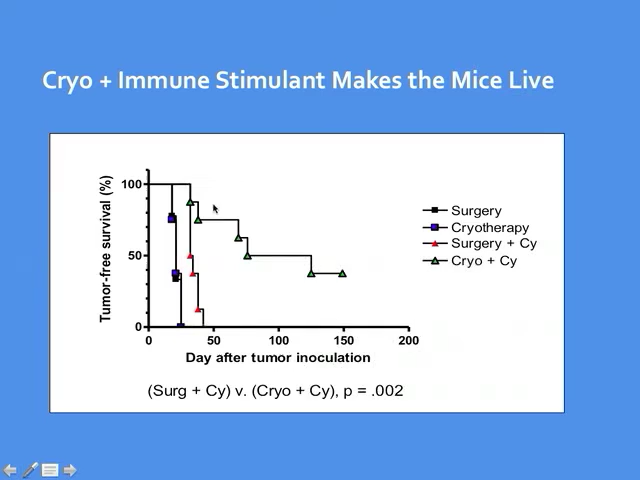 Cryo + Immune Stimulant Makes the Mice Live
Tumor-free survival (%)
100
50
0
0 50 100 150 200
Day after tumor inoculation
Surgery
Cryotherapy
Surgery + Cy
Cryo + Cy
(Surg + Cy) v. (Cryo + Cy), p = .002